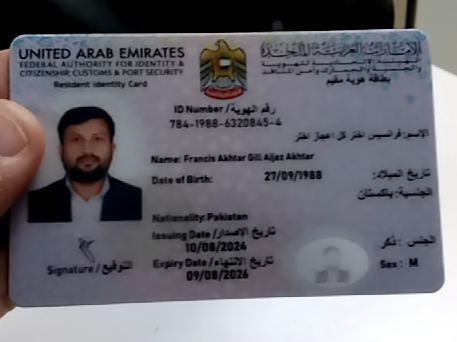 UNITED ARAB EMIRATES
FEDERAL AUTHORITY FOR IDENTITY &
CITIZENSHIP CUSTOMS & PORT SECURITY
Resident Identity Card
الإمارات العربية المتحدة
الهيئة الاتحادية للهوية
والجنسية والجمارك وأمن المنافذ
بطاقة هوية مقيم
ID Number / رقم الهوية
784-1988-6320845-4
الاسم: فرانسيس اختر كل اعجاز اختر
Name: Francis Akhtar Gill Aijaz Akhtar
Date of Birth: 27/09/1988 تاريخ الميلاد:
الجنسية: باكستان
Nationality: Pakistan
Issuing Date / تاريخ الاصدار
10/08/2024
Expiry Date / تاريخ الانتهاء
09/08/2026
الجنس: ذكر
Sex: M
Signature / التوقيع